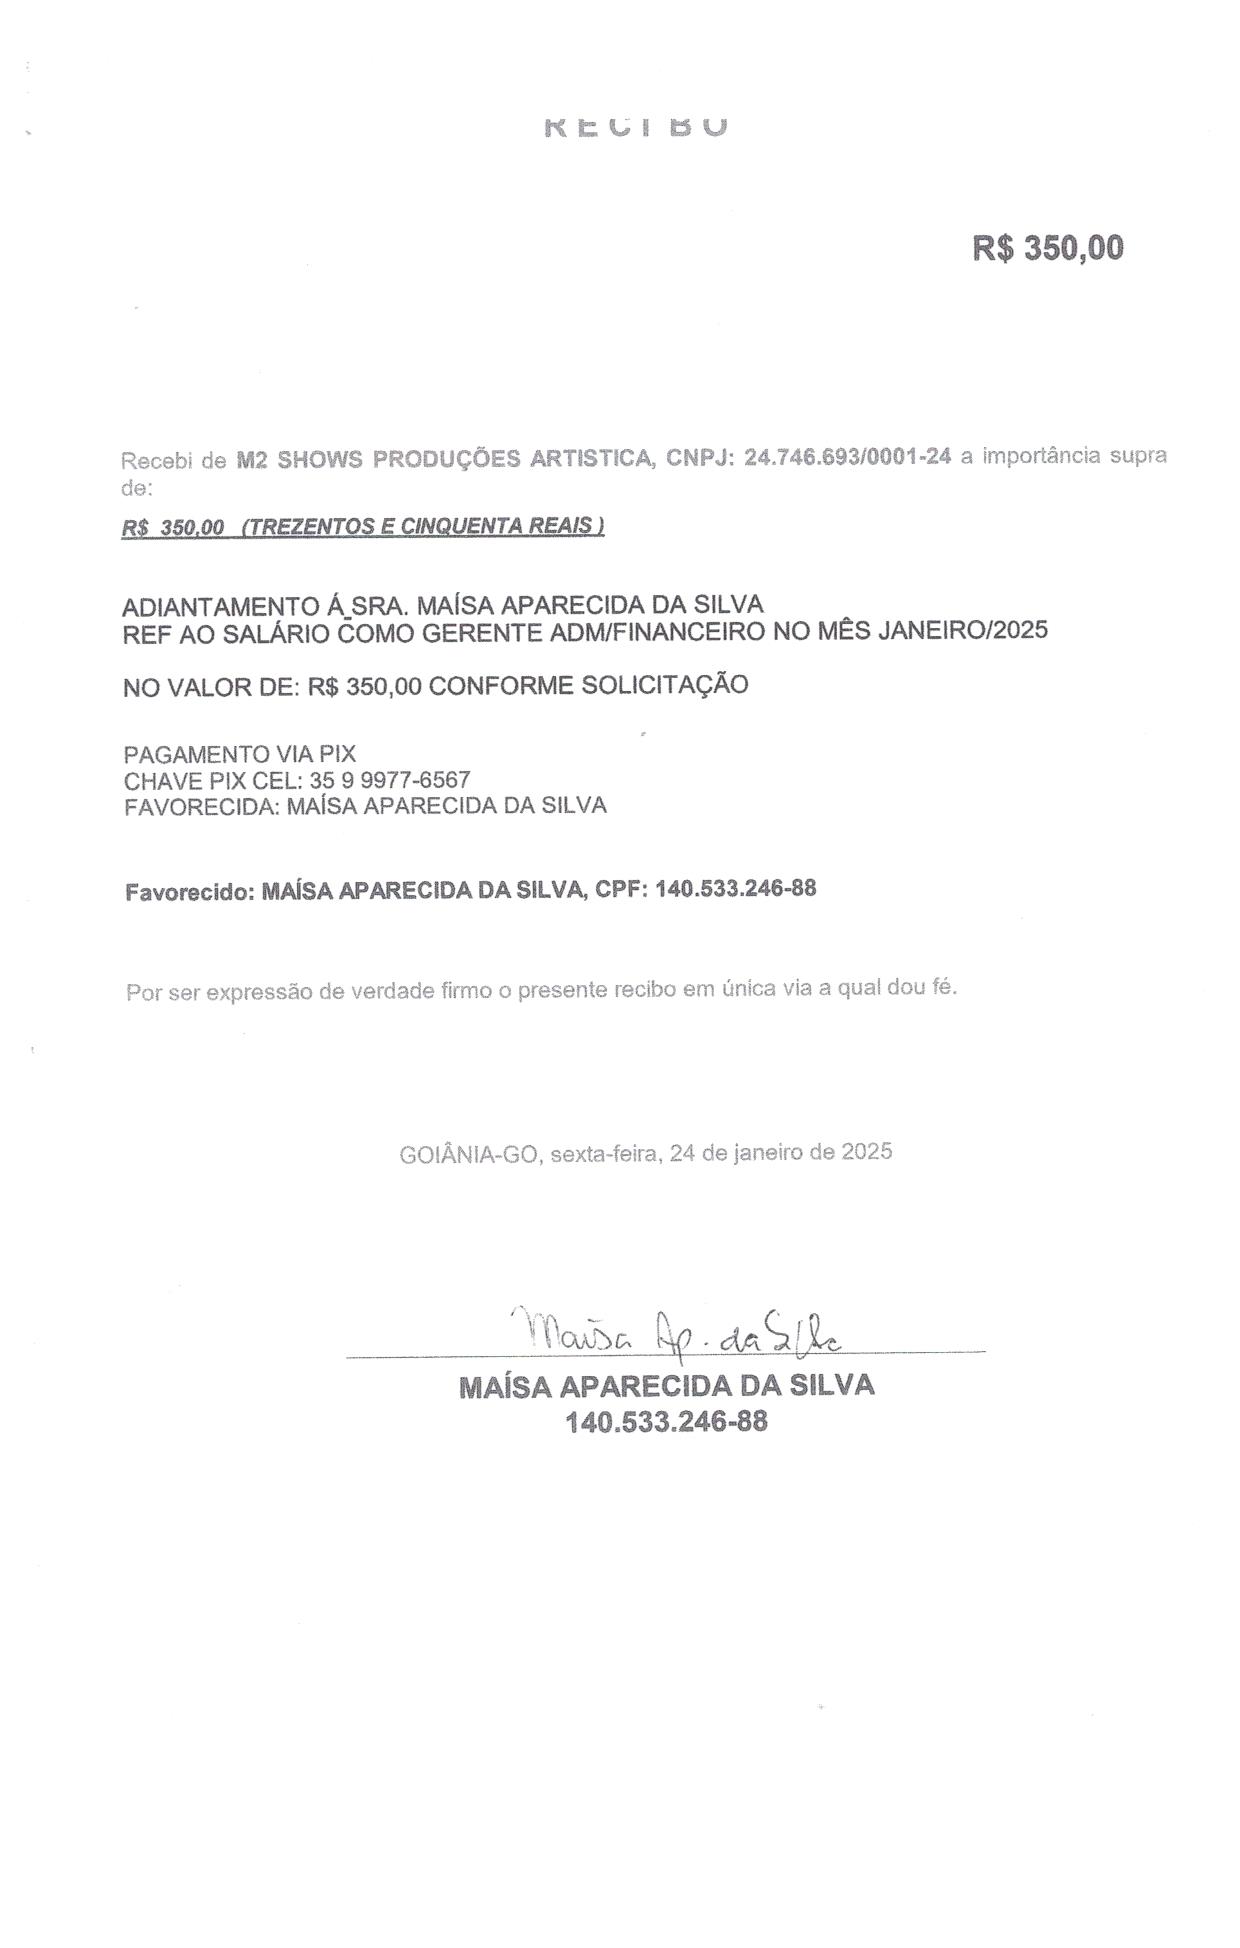 RECIBO
R$ 350,00
Recebi de M2 SHOWS PRODUÇÕES ARTISTICA, CNPJ: 24.746.693/0001-24 a importância supra
de:
R$ 350,00 (TREZENTOS E CINQUENTA REAIS )
ADIANTAMENTO Á SRA. MAÍSA APARECIDA DA SILVA
REF AO SALÁRIO COMO GERENTE ADM/FINANCEIRO NO MÊS JANEIRO/2025
NO VALOR DE: R$ 350,00 CONFORME SOLICITAÇÃO
PAGAMENTO VIA PIX
CHAVE PIX CEL: 35 9 9977-6567
FAVORECIDA: MAÍSA APARECIDA DA SILVA
Favorecido: MAÍSA APARECIDA DA SILVA, CPF: 140.533.246-88
Por ser expressão de verdade firmo o presente recibo em única via a qual dou fé.
GOIÂNIA-GO, sexta-feira, 24 de janeiro de 2025
Maísa Ap. da Silva
MAÍSA APARECIDA DA SILVA
140.533.246-88